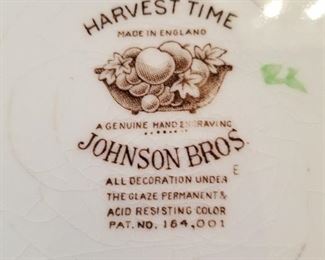 HARVEST TIME
MADE IN ENGLAND
A GENUINE HAND ENGRAVING
JOHNSON BROS
E
ALL DECORATION UNDER
THE GLAZE PERMANENT &
ACID RESISTING COLOR
PAT. NO. 164,001